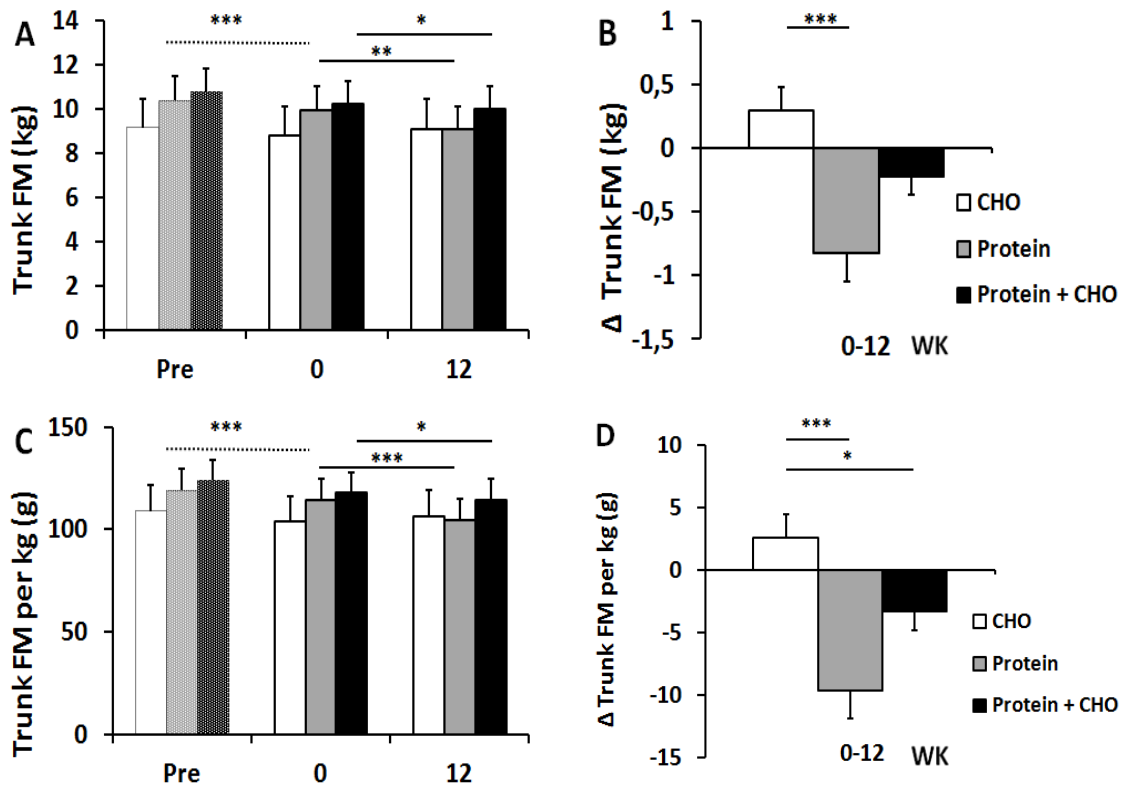 A
Trunk FM (kg)
14
12
10
8
6
4
2
0
***
*
**
Pre
0
12
B
Δ Trunk FM (kg)
1
0,5
0
-0,5
-1
-1,5
***
CHO
Protein
Protein + CHO
0-12 WK
C
Trunk FM per kg (g)
150
100
50
0
***
*
***
Pre
0
12
D
Δ Trunk FM per kg (g)
10
5
0
-5
-10
-15
***
*
CHO
Protein
Protein + CHO
0-12 WK